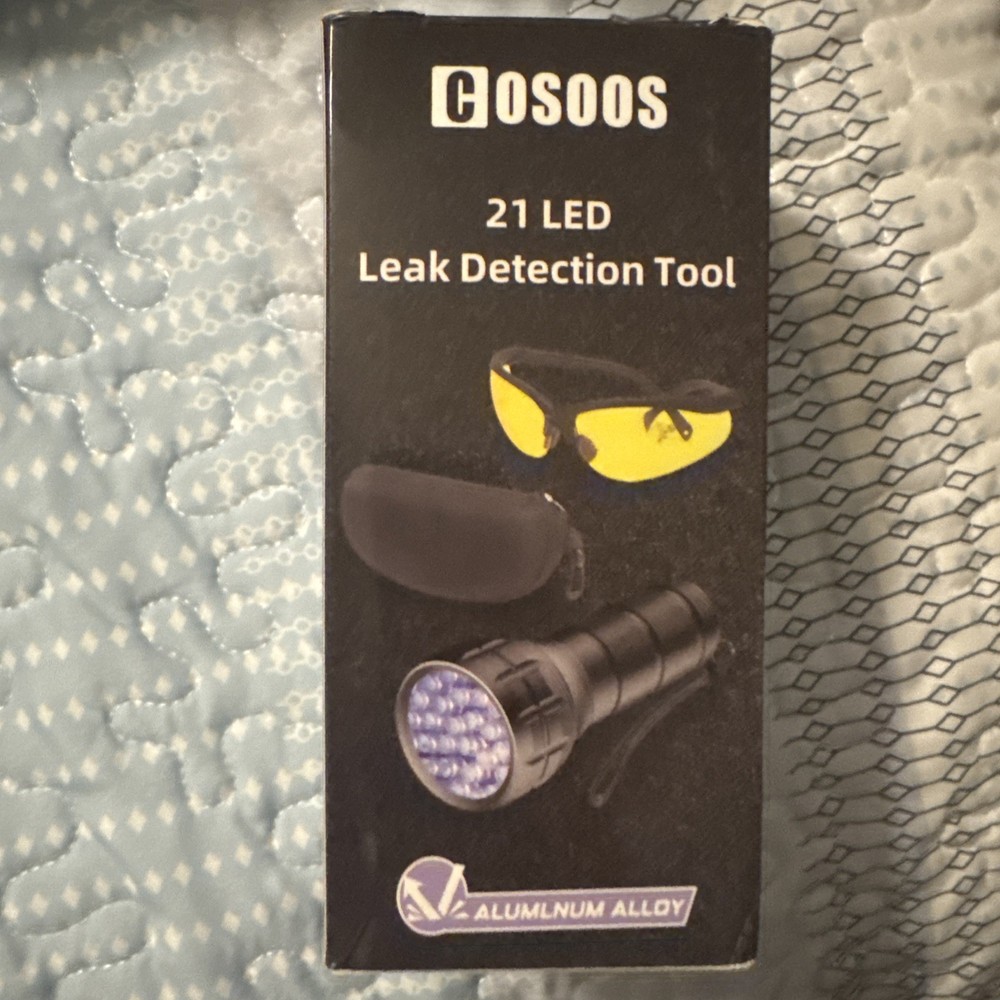 COSOOS
21 LED
Leak Detection Tool
ALUMLNUM ALLOY